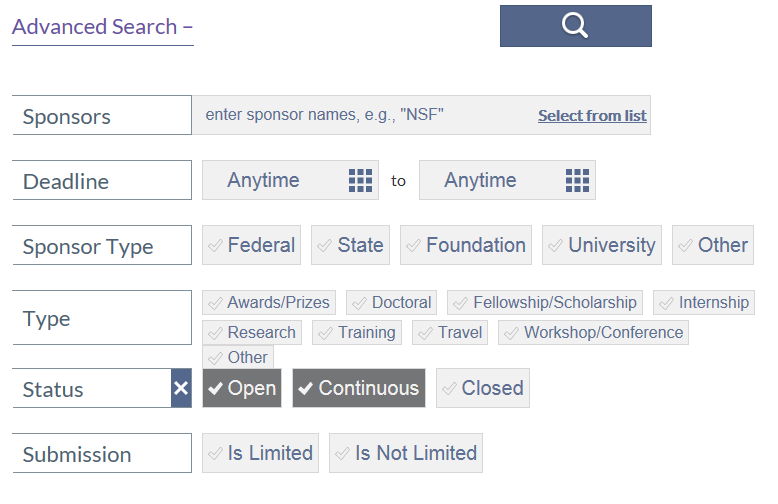 Advanced Search –
Sponsors enter sponsor names, e.g., "NSF" Select from list
Deadline Anytime to Anytime
Sponsor Type Federal State Foundation University Other
Type Awards/Prizes Doctoral Fellowship/Scholarship Internship
Research Training Travel Workshop/Conference
Other
Status Open Continuous Closed
Submission Is Limited Is Not Limited